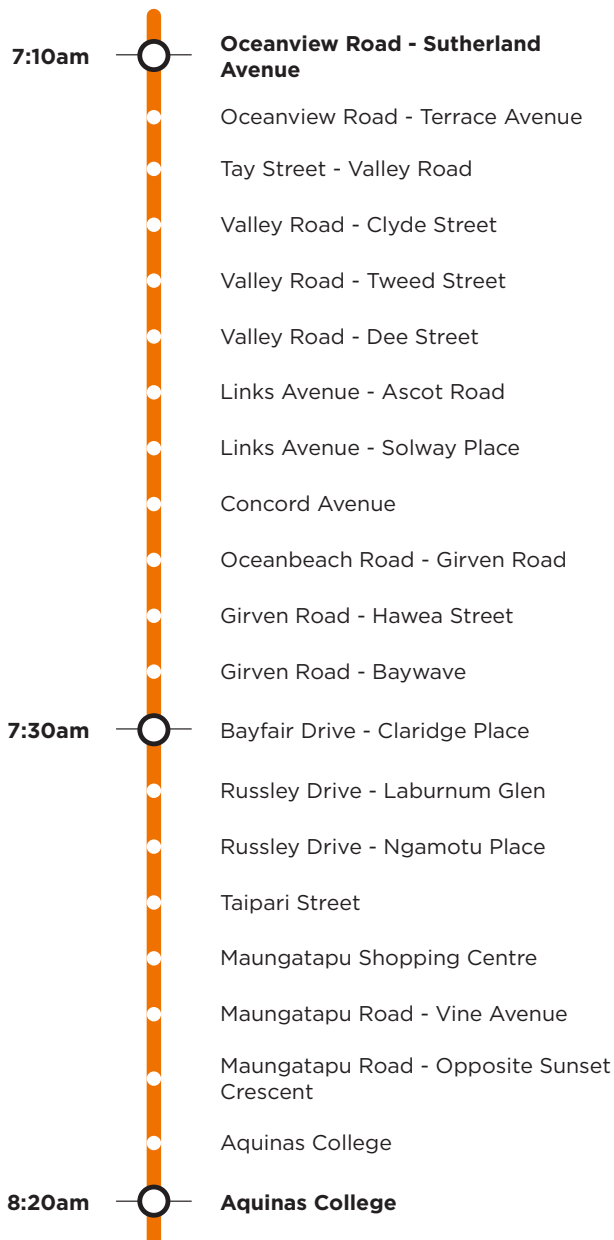 7:10am Oceanview Road - Sutherland
Avenue
Oceanview Road - Terrace Avenue
Tay Street - Valley Road
Valley Road - Clyde Street
Valley Road - Tweed Street
Valley Road - Dee Street
Links Avenue - Ascot Road
Links Avenue - Solway Place
Concord Avenue
Oceanbeach Road - Girven Road
Girven Road - Hawea Street
Girven Road - Baywave
7:30am Bayfair Drive - Claridge Place
Russley Drive - Laburnum Glen
Russley Drive - Ngamotu Place
Taipari Street
Maungatapu Shopping Centre
Maungatapu Road - Vine Avenue
Maungatapu Road - Opposite Sunset
Crescent
Aquinas College
8:20am Aquinas College